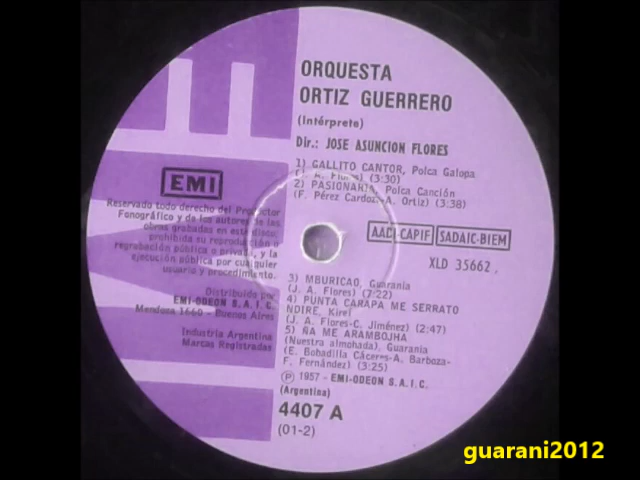 ORQUESTA
ORTIZ GUERRERO
(Intérprete)
Dir.: JOSE ASUNCION FLORES
1) GALLITO CANTOR, Polca Galopa
(J. A. Flores) (3:30)
2) PASIONARIA, Polca Canción
(F. Pérez Cardozo-A. Ortiz) (3:38)
EMI
Reservado todo derecho del Productor
Fonográfico y de los autores de las
obras grabadas en este disco;
prohibida su reproducción o
reprobación pública o privada, y la
ejecución pública por cualquier
usuario y procedimiento.
AADI-CAPIF SADAIC-BIEM
XLD 35662
Distribuido por
EMI-ODEON S. A. I. C.
Mendoza 1660 - Buenos Aires
Industria Argentina
Marcas Registradas
3) MBURICAO, Guarania
(J. A. Flores) (7:22)
4) PUNTA CARAPA ME SERRATO
NDIRE, Kirei
(J. A. Flores-C. Jiménez) (2:47)
5) ÑA ME ARAMBOJHA
(Nuestra almohada), Guarania
(E. Bobadilla Cáceres-A. Barboza-
F. Fernández) (3:25)
Ⓟ 1957 - EMI-ODEON S. A. I. C.
(Argentina)
4407 A
(01-2)
guarani2012